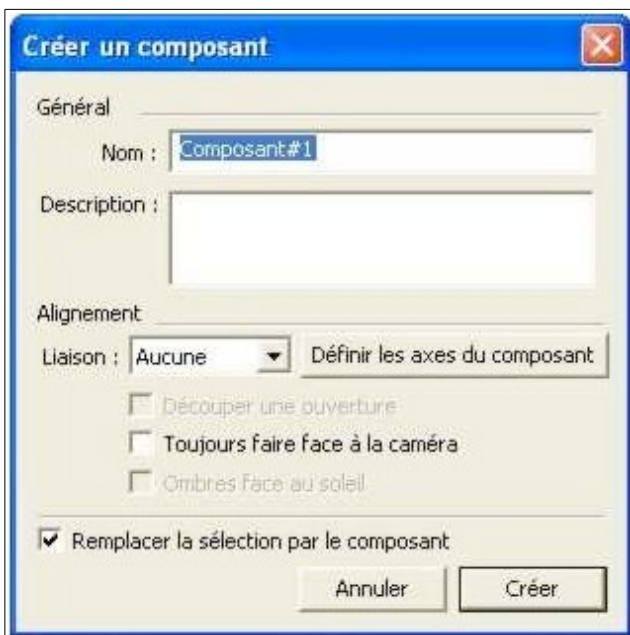 Créer un composant
Général
Nom : Composant#1
Description :
Alignement
Liaison : Aucune Définir les axes du composant
Découper une ouverture
Toujours faire face à la caméra
Ombres face au soleil
Remplacer la sélection par le composant
Annuler Créer